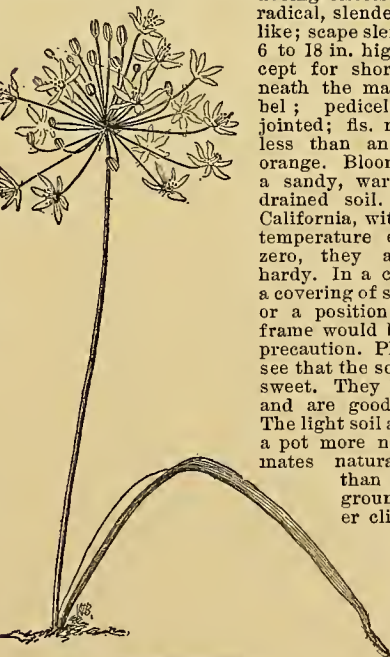 radical, slende
like; scape sle
6 to 18 in. hig
cept for shor
neath the ma
bel ; pedicel
jointed; fls. r
less than an
orange. Bloon
a sandy, war
drained soil.
California, wit
temperature e
zero, they a
hardy. In a c
a covering of s
or a position
frame would b
precaution. Pl
see that the so
sweet. They
and are good
The light soil a
a pot more n
mates natura
than
grour
er cli